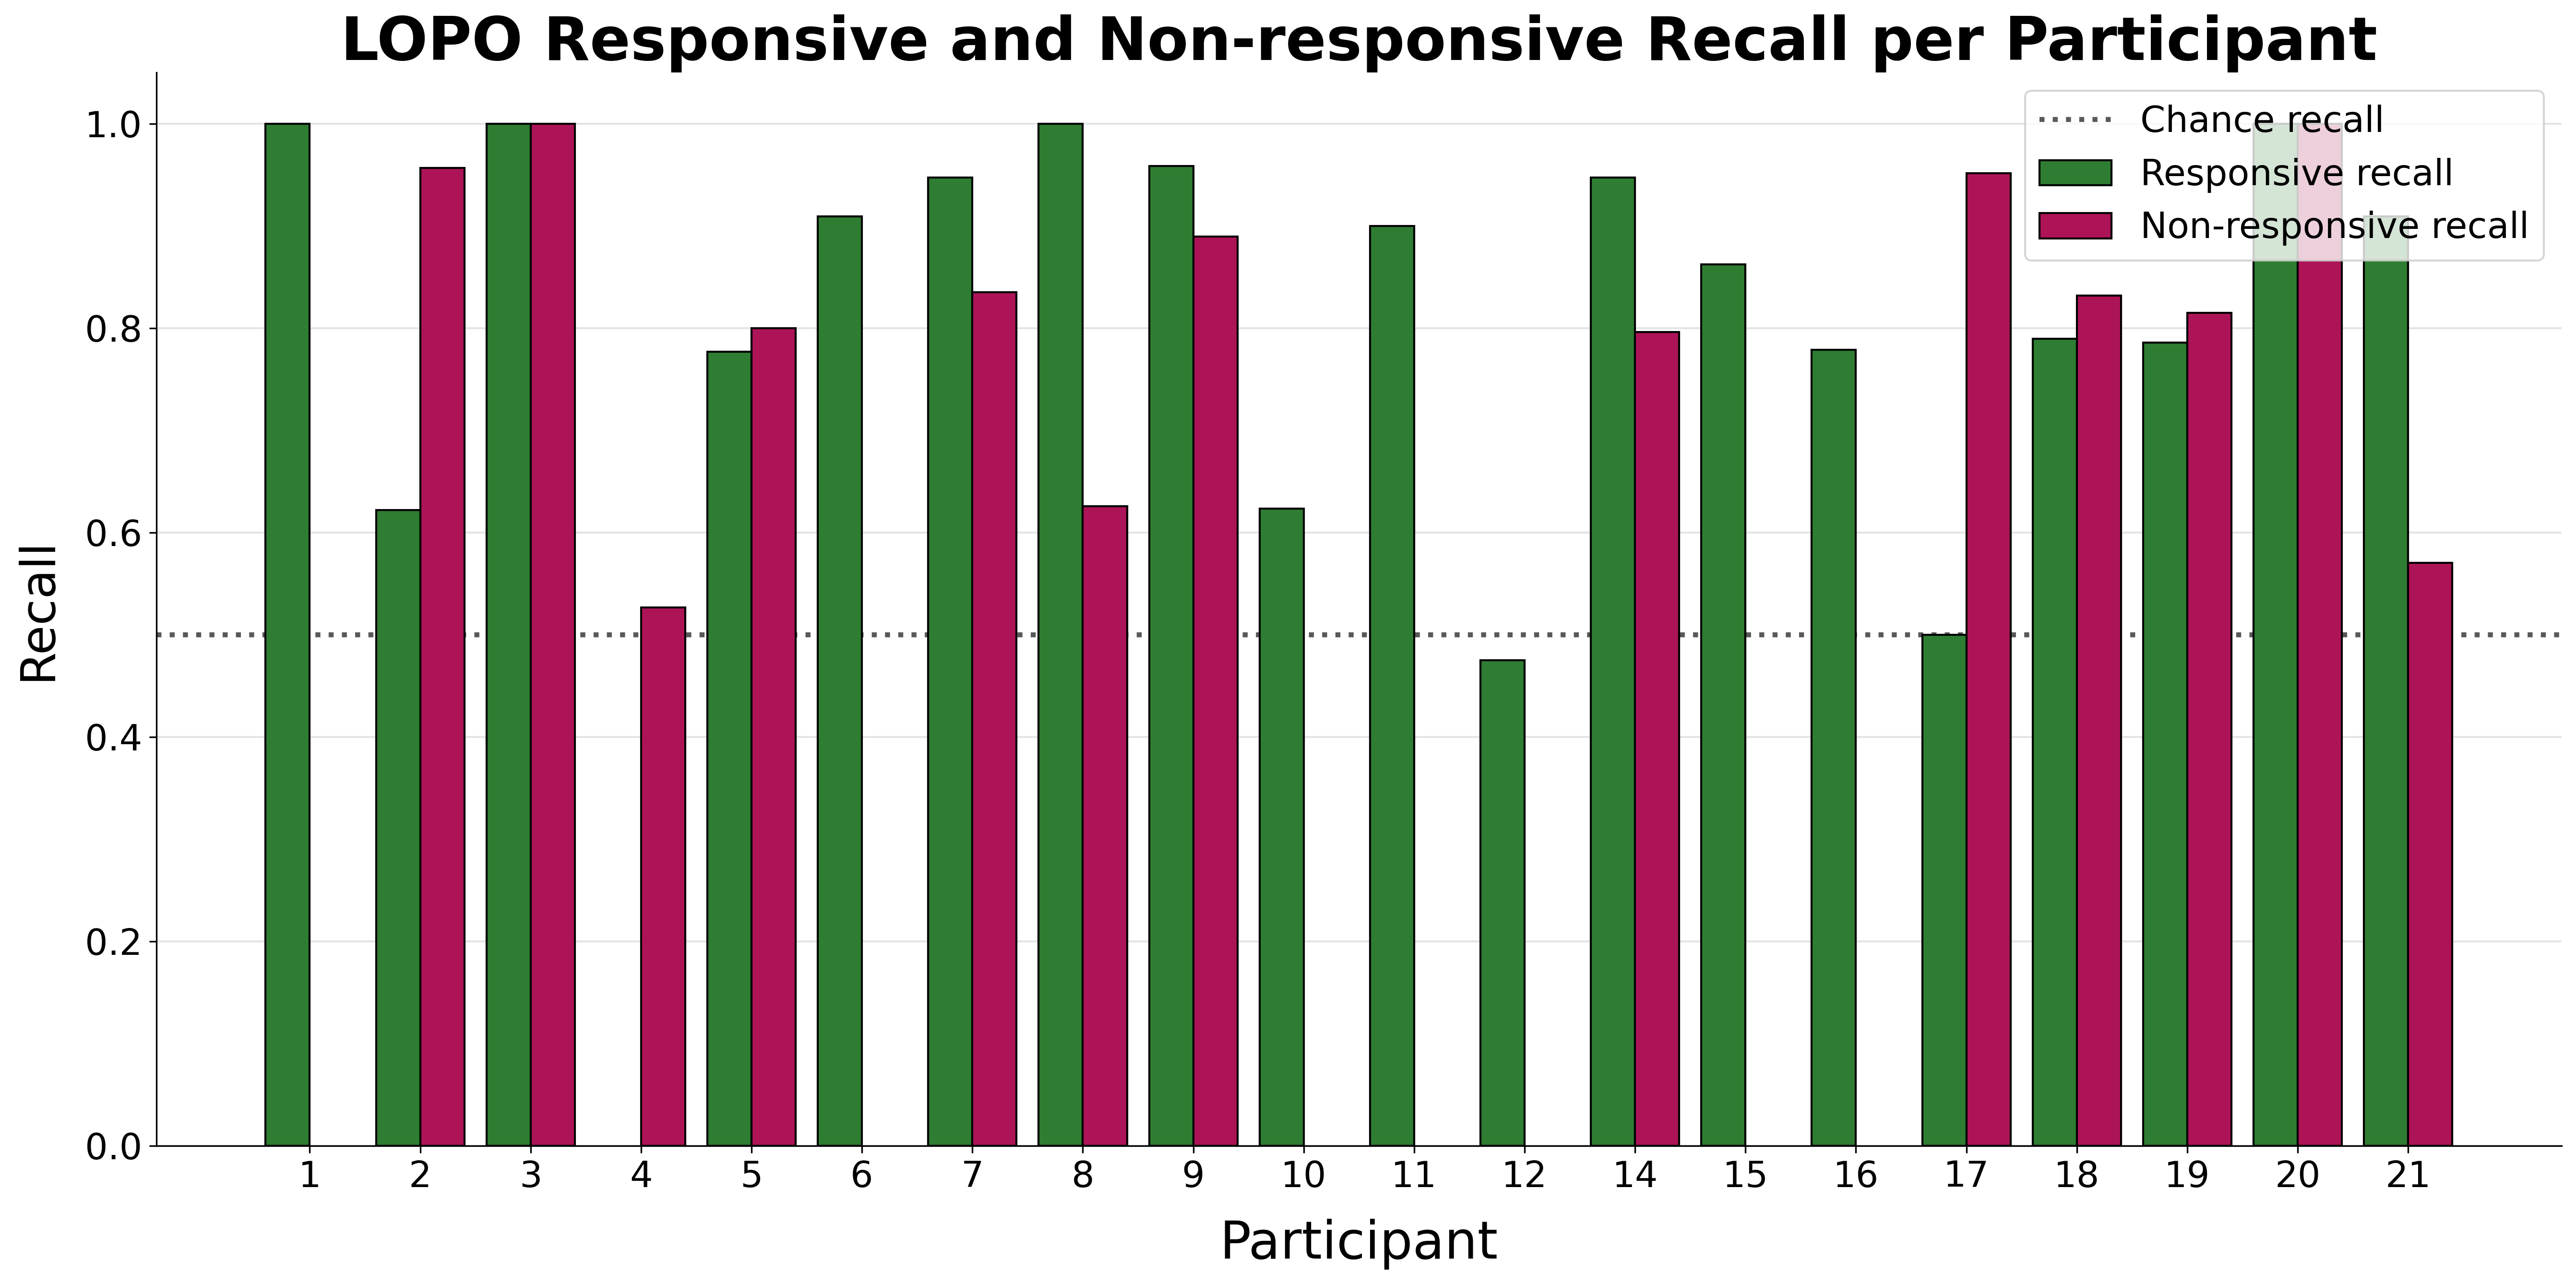 LOPO Responsive and Non-responsive Recall per Participant
Chance recall
Responsive recall
Non-responsive recall
1.0
0.8
0.6
0.4
0.2
0.0
Recall
1 2 3 4 5 6 7 8 9 10 11 12 14 15 16 17 18 19 20 21
Participant